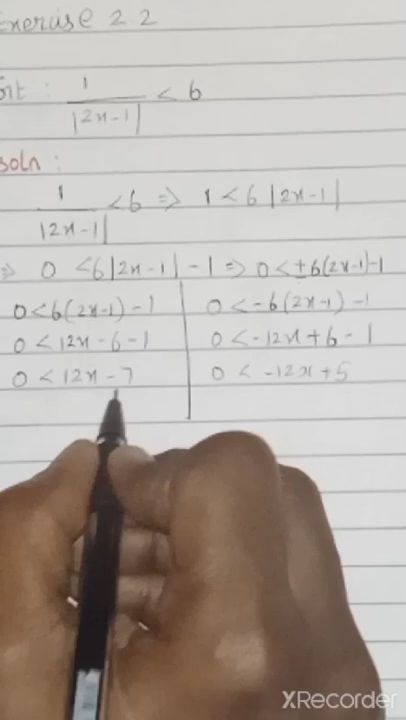 Exercise 2.2
1/|2x-1| < 6
Soln :
1/|2x-1| < 6 ⇒ 1 < 6|2x-1|
⇒ 0 < 6|2x-1| - 1 ⇒ 0 < ±6(2x-1)-1
0 < 6(2x-1) - 1 0 < -6(2x-1) - 1
0 < 12x - 6 - 1 0 < -12x + 6 - 1
0 < 12x - 7 0 < -12x + 5
XRecorder